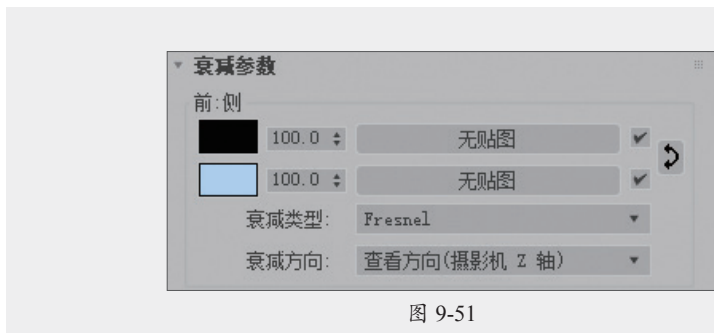 衰减参数
前:侧
100.0 无贴图
100.0 无贴图
衰减类型: Fresnel
衰减方向: 查看方向(摄影机 Z 轴)
图 9-51